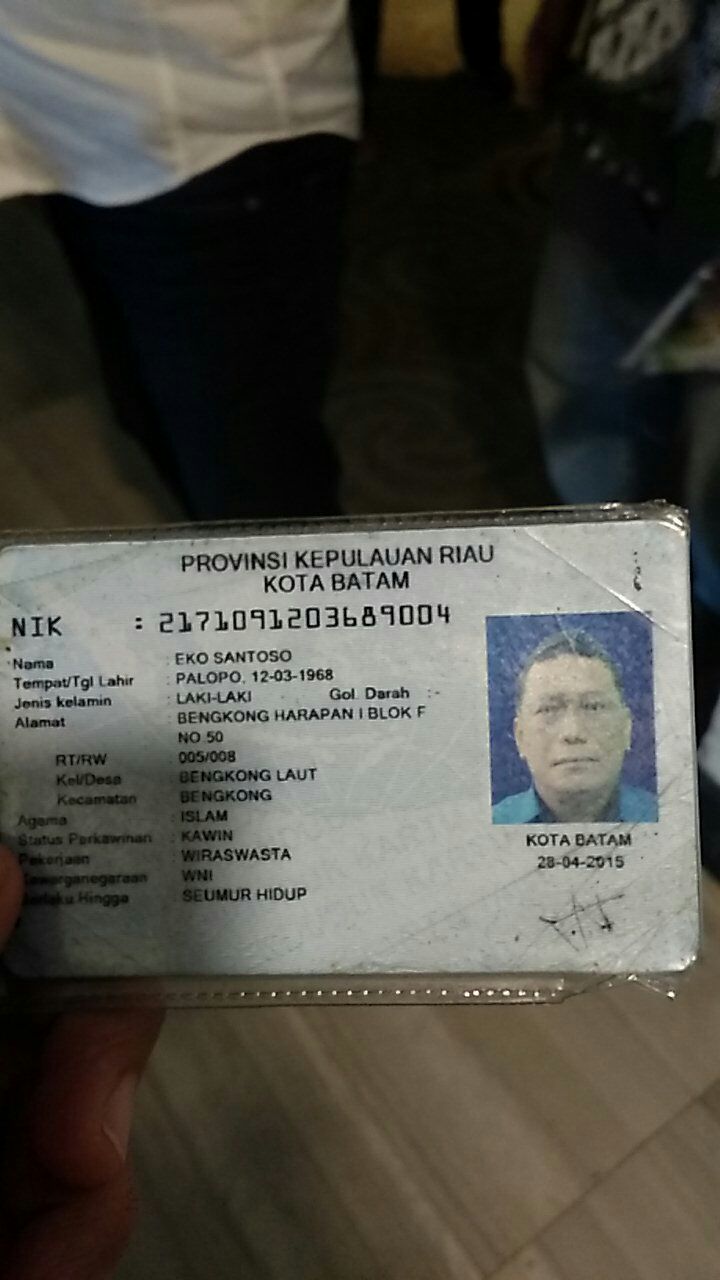 PROVINSI KEPULAUAN RIAU
KOTA BATAM
NIK : 2171091203689004
Nama : EKO SANTOSO
Tempat/Tgl Lahir : PALOPO, 12-03-1968
Jenis kelamin : LAKI-LAKI Gol. Darah :-
Alamat : BENGKONG HARAPAN I BLOK F
NO.50
RT/RW : 005/008
Kel/Desa : BENGKONG LAUT
Kecamatan : BENGKONG
Agama : ISLAM
Status Perkawinan : KAWIN
Pekerjaan : WIRASWASTA
Kewarganegaraan : WNI
Berlaku Hingga : SEUMUR HIDUP
KOTA BATAM
28-04-2015